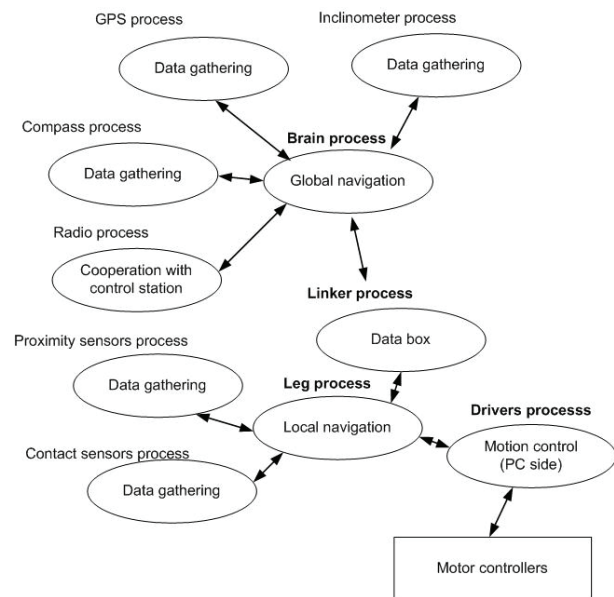 GPS process
Inclinometer process
Data gathering
Data gathering
Compass process
Brain process
Data gathering
Global navigation
Radio process
Cooperation with
control station
Linker process
Proximity sensors process
Data box
Data gathering
Leg process
Drivers processs
Local navigation
Motion control
(PC side)
Contact sensors process
Data gathering
Motor controllers